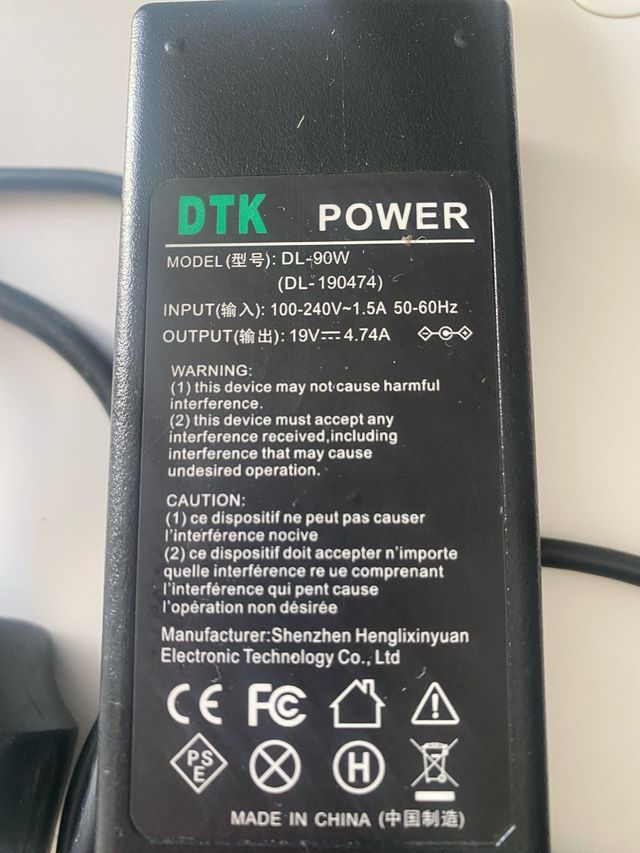 DTK POWER
MODEL(型号): DL-90W
(DL-190474)
INPUT(输入): 100-240V~1.5A 50-60Hz
OUTPUT(输出): 19V⎓4.74A
WARNING:
(1) this device may not cause harmful
interference.
(2) this device must accept any
interference received,including
interference that may cause
undesired operation.
CAUTION:
(1) ce dispositif ne peut pas causer
l'interférence nocive
(2) ce dispositif doit accepter n'importe
quelle interférence re ue comprenant
l'interférence qui pent cause
l'opération non désirée
Manufacturer:Shenzhen Henglixinyuan
Electronic Technology Co., Ltd
CE FC
PSE H
MADE IN CHINA (中国制造)